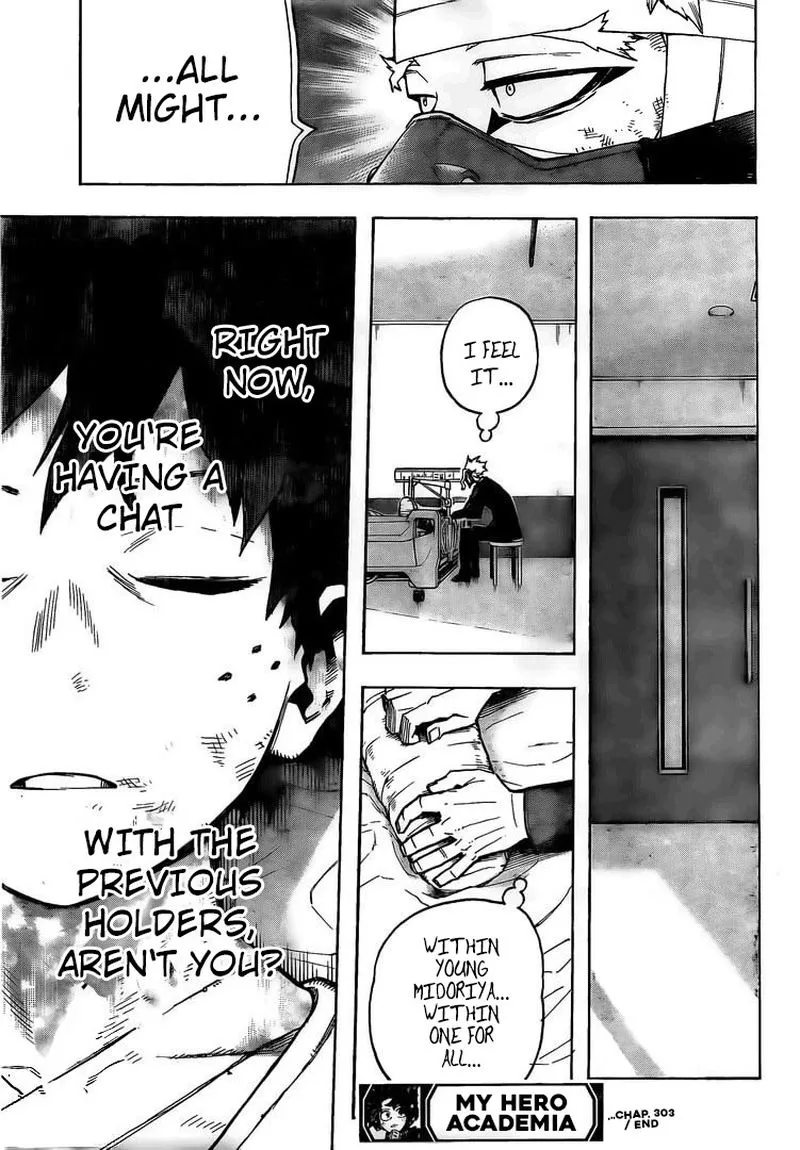 ...ALL
MIGHT...
I FEEL
IT...
WITHIN
YOUNG
MIDORIYA...
WITHIN
ONE FOR
ALL...
RIGHT
NOW,
YOU'RE
HAVING A
CHAT
WITH THE
PREVIOUS
HOLDERS,
AREN'T YOU?
MY HERO
ACADEMIA
...CHAP. 303
/ END